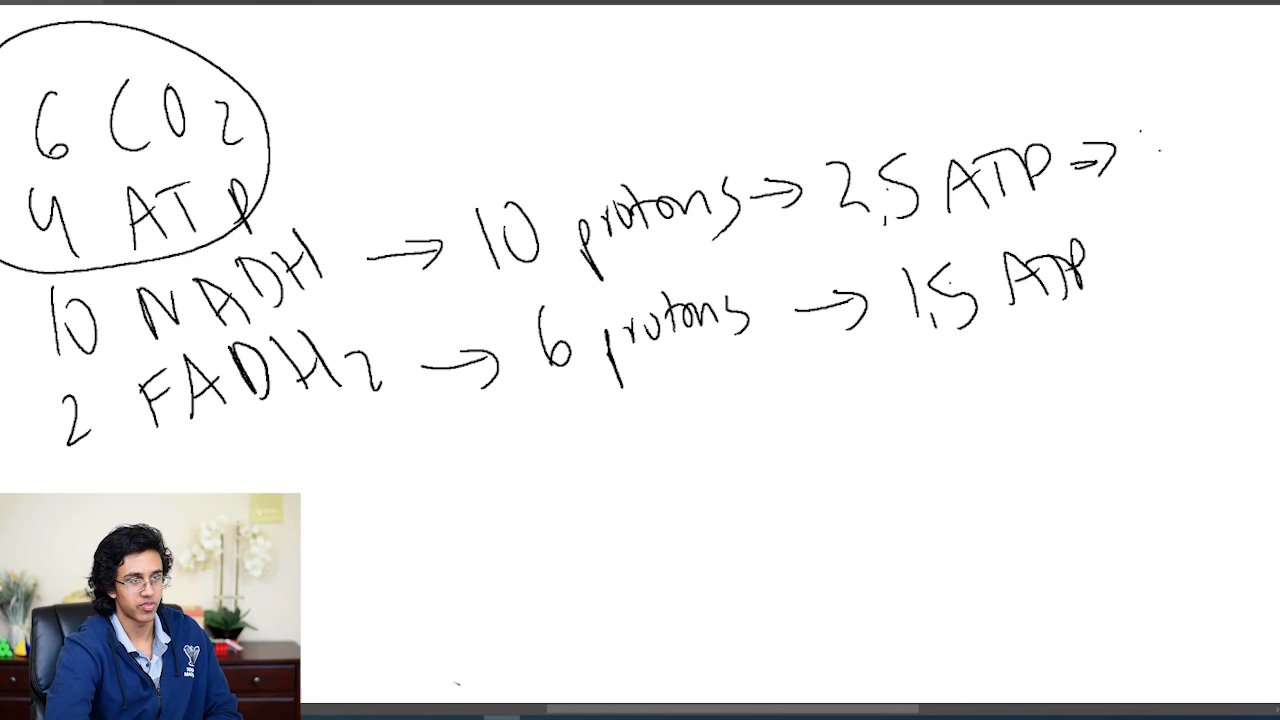 6 CO2
4 ATP
10 NADH → 10 protons → 2.5 ATP ⇒
2 FADH2 → 6 protons → 1.5 ATP